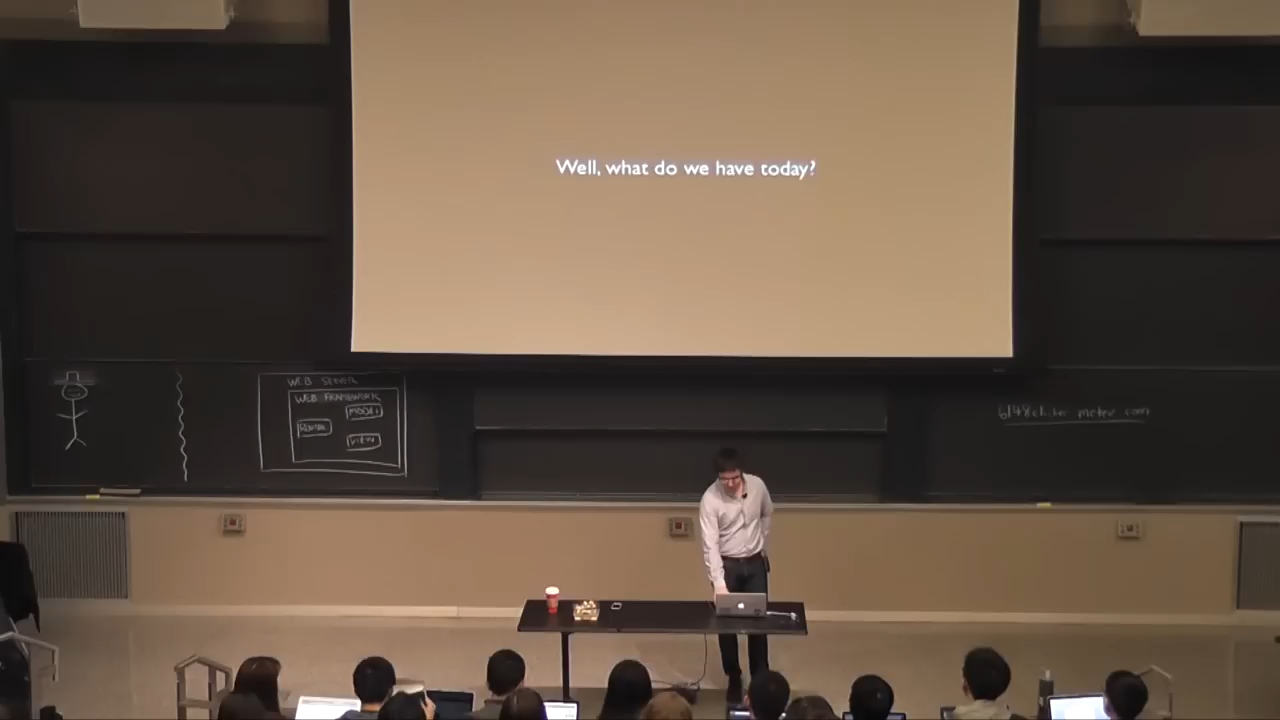 Well, what do we have today?
WEB SERVER
WEB FRAMEWORK
MODEL
VIEW